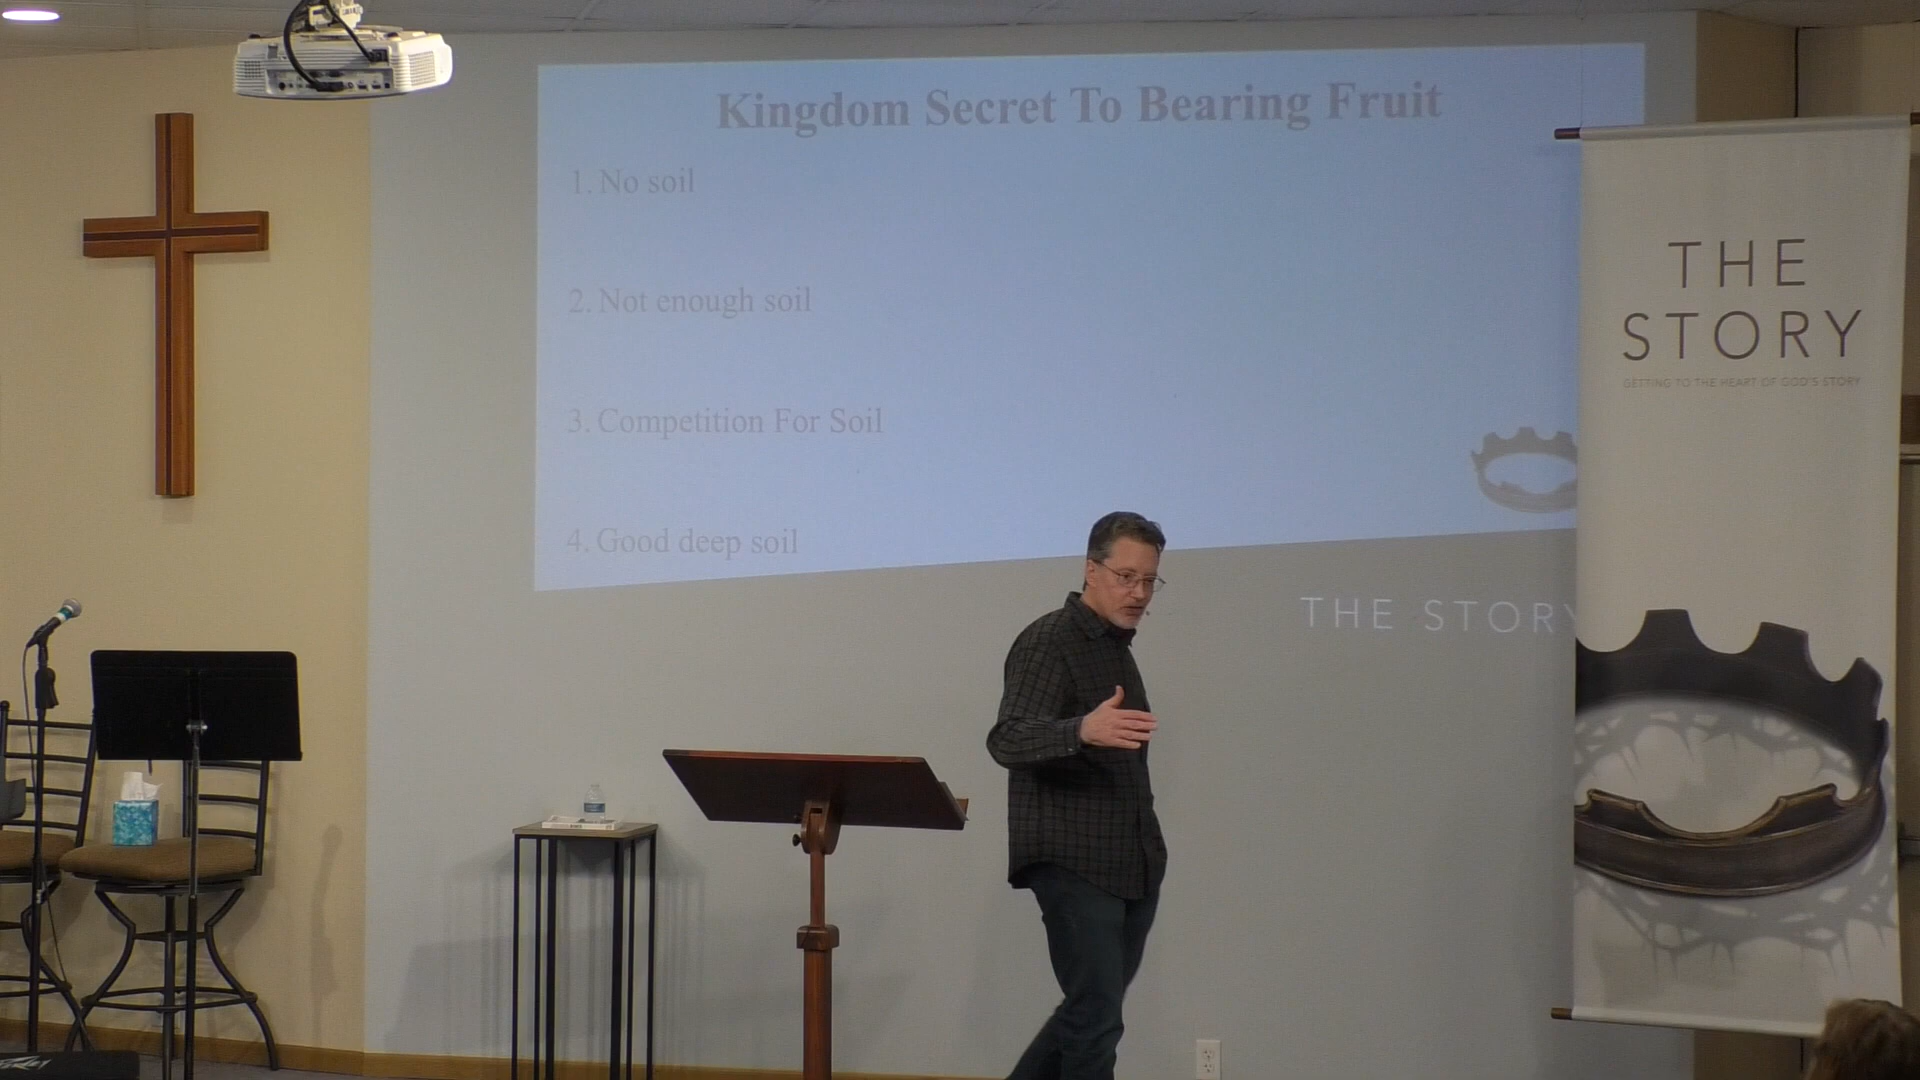 Kingdom Secret To Bearing Fruit
1. No soil
2. Not enough soil
3. Competition For Soil
4. Good deep soil
THE STORY
THE
STORY
GETTING TO THE HEART OF GOD'S STORY